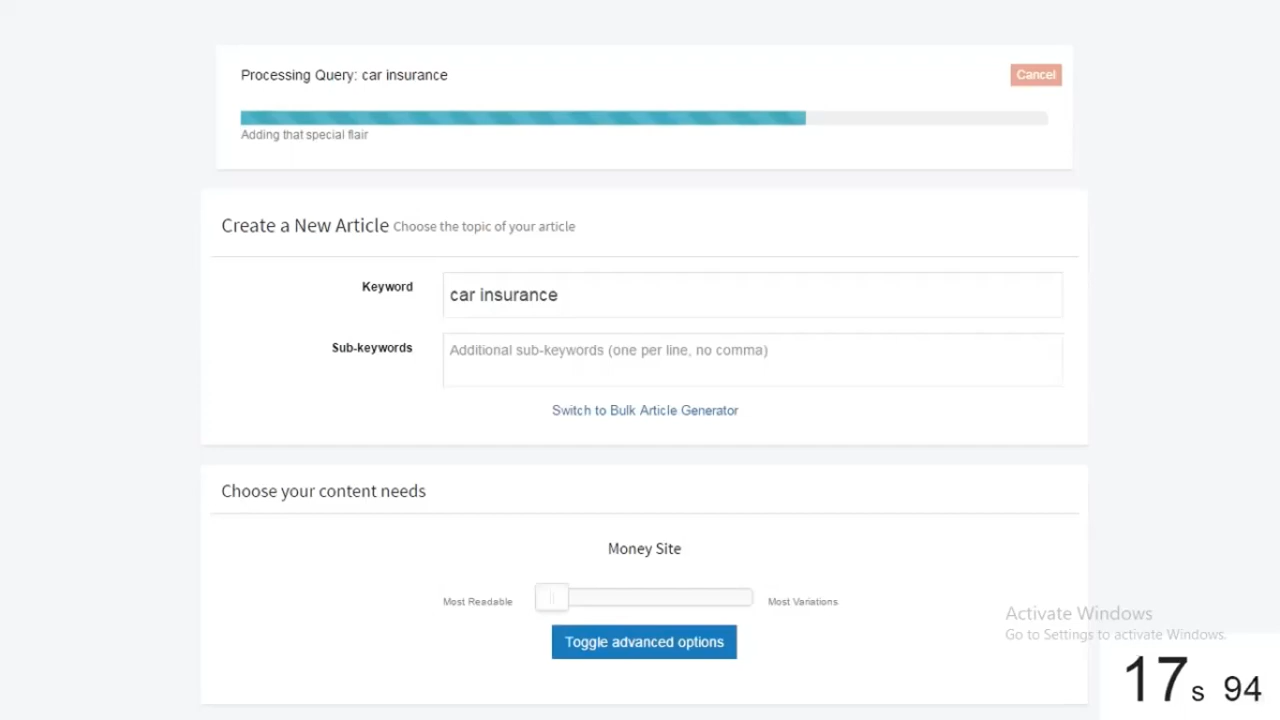 Processing Query: car insurance
Cancel
Adding that special flair
Create a New Article Choose the topic of your article
Keyword
car insurance
Sub-keywords
Additional sub-keywords (one per line, no comma)
Switch to Bulk Article Generator
Choose your content needs
Money Site
Most Readable
Most Variations
Toggle advanced options
Activate Windows
Go to Settings to activate Windows.
17s 94